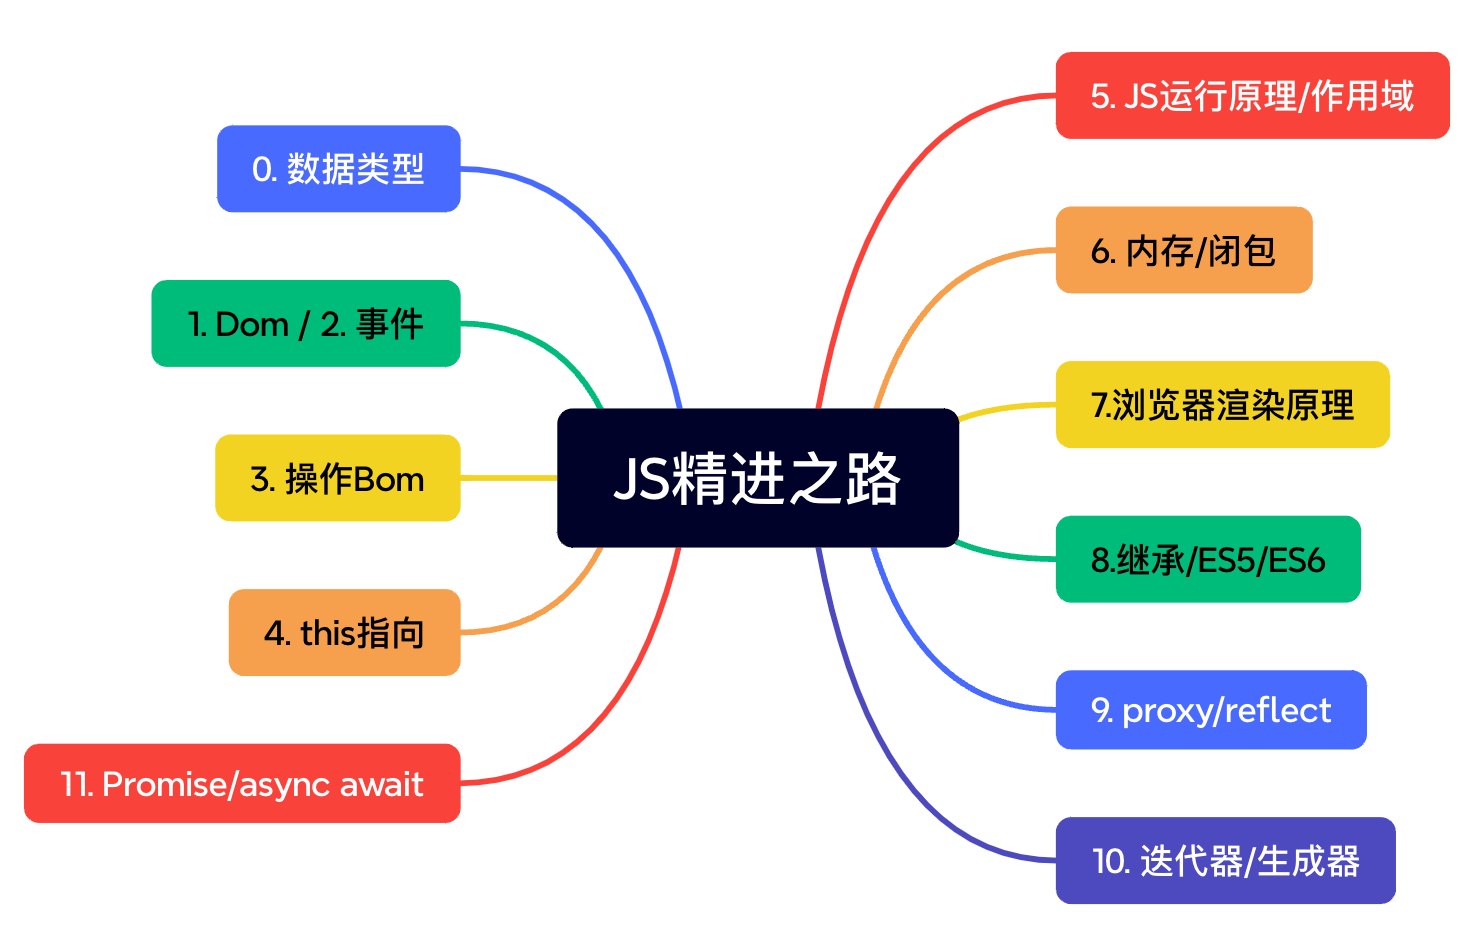 JS精进之路
0. 数据类型
1. Dom / 2. 事件
3. 操作Bom
4. this指向
11. Promise/async await
5. JS运行原理/作用域
6. 内存/闭包
7.浏览器渲染原理
8.继承/ES5/ES6
9. proxy/reflect
10. 迭代器/生成器